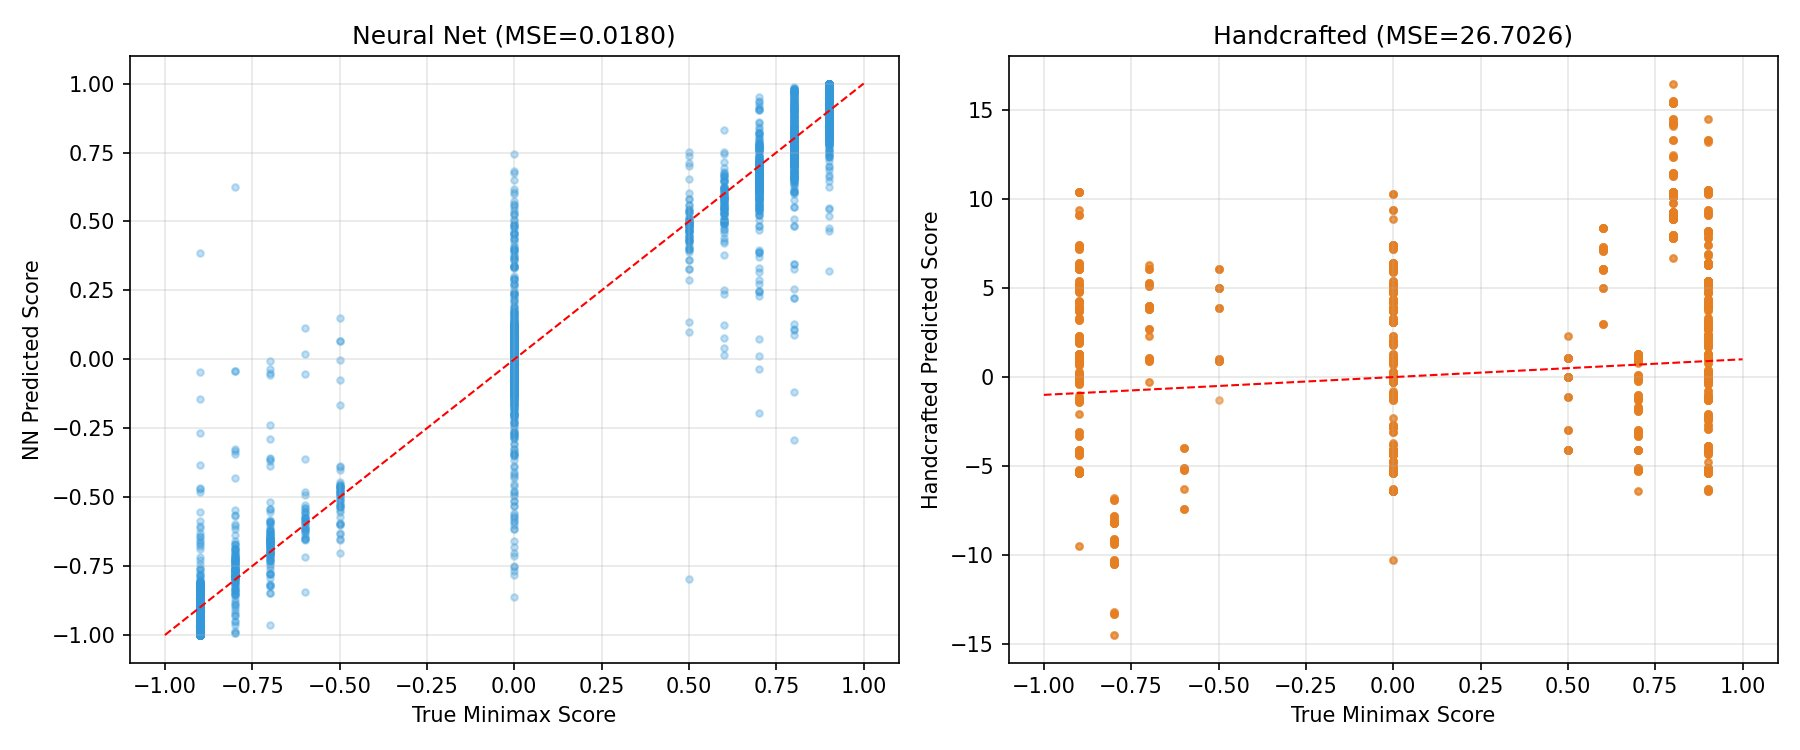 Neural Net (MSE=0.0180)
NN Predicted Score
1.00
0.75
0.50
0.25
0.00
−0.25
−0.50
−0.75
−1.00
−1.00 −0.75 −0.50 −0.25 0.00 0.25 0.50 0.75 1.00
True Minimax Score
Handcrafted (MSE=26.7026)
Handcrafted Predicted Score
15
10
5
0
−5
−10
−15
−1.00 −0.75 −0.50 −0.25 0.00 0.25 0.50 0.75 1.00
True Minimax Score